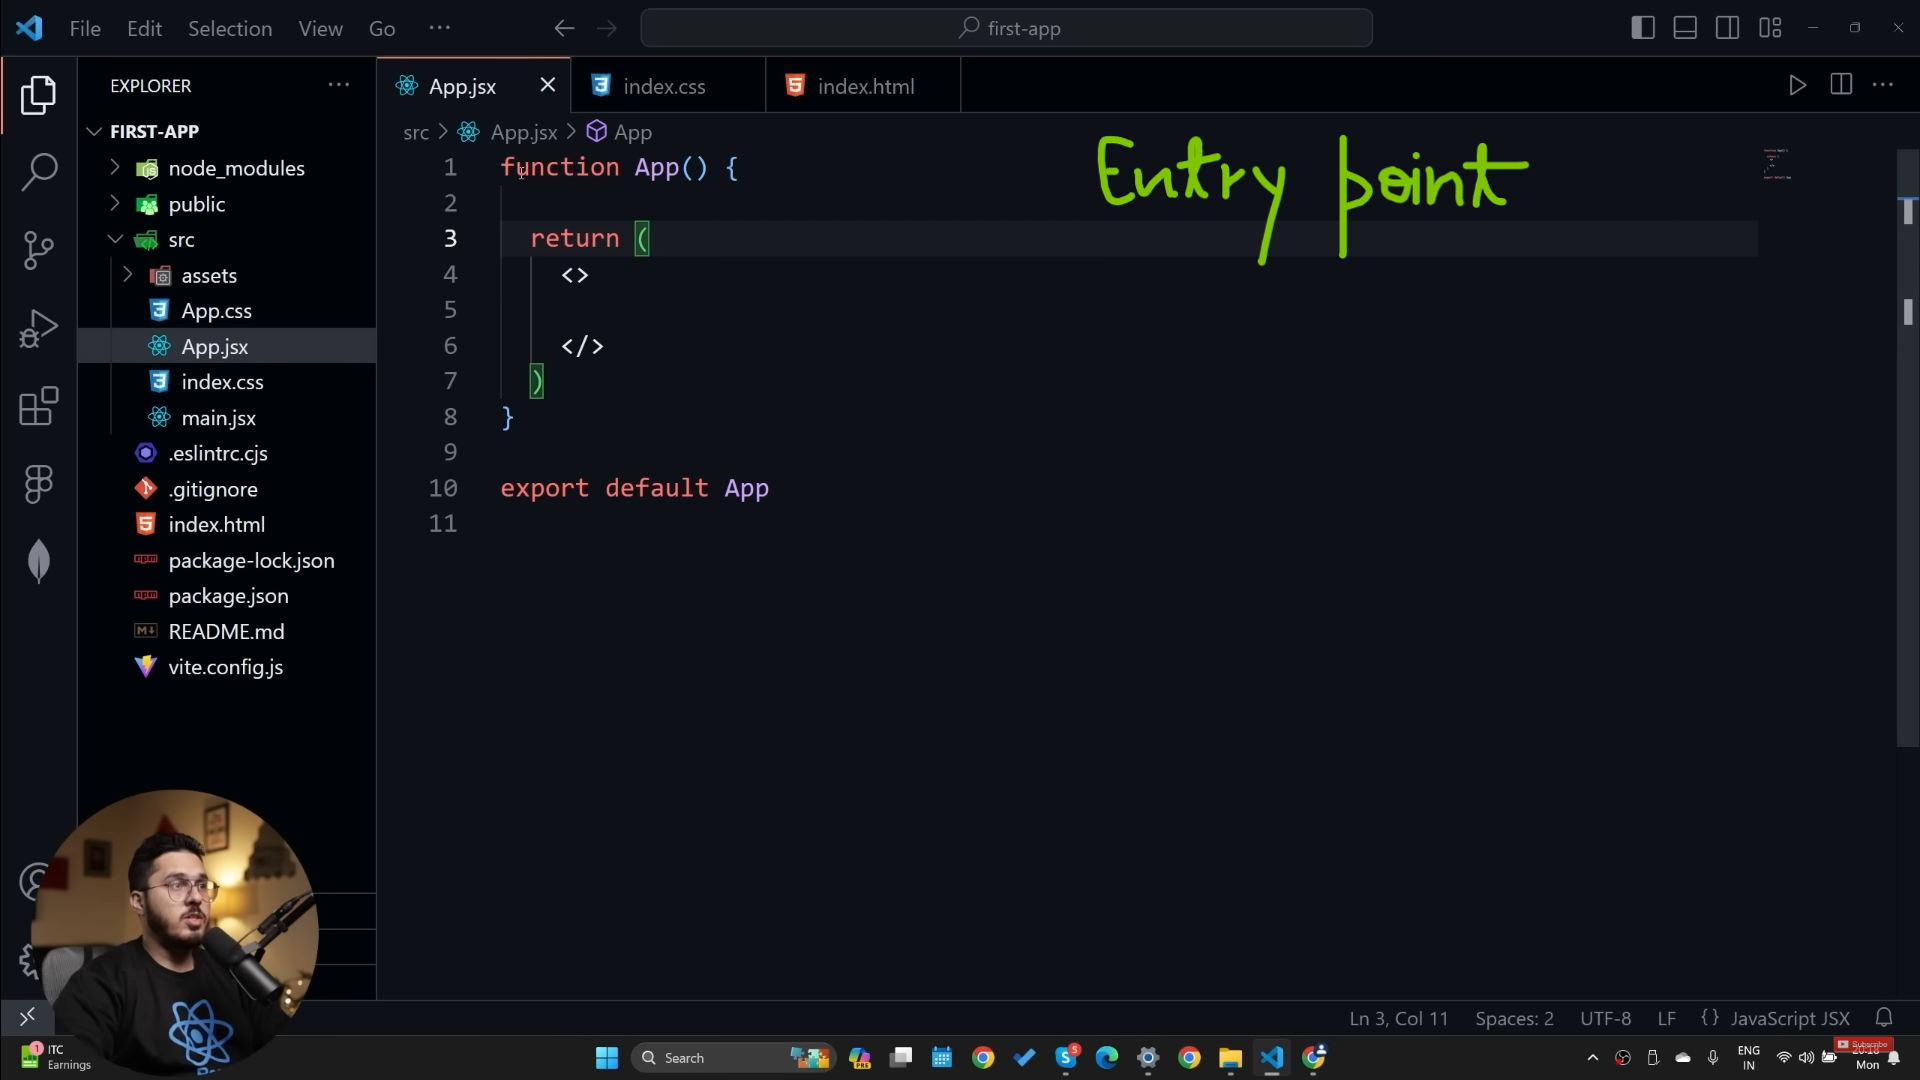 File Edit Selection View Go ··· first-app
EXPLORER ···
FIRST-APP
node_modules
public
src
assets
App.css
App.jsx
index.css
main.jsx
.eslintrc.cjs
.gitignore
index.html
package-lock.json
package.json
README.md
vite.config.js
App.jsx index.css index.html
src > App.jsx > App
Entry point
1 function App() {
2
3 return (
4 <>
5
6 </>
7 )
8 }
9
10 export default App
11
Ln 3, Col 11 Spaces: 2 UTF-8 LF {} JavaScript JSX
1 ITC
Earnings
Search
PRE
5
ENG
IN
Subscribe
Mon